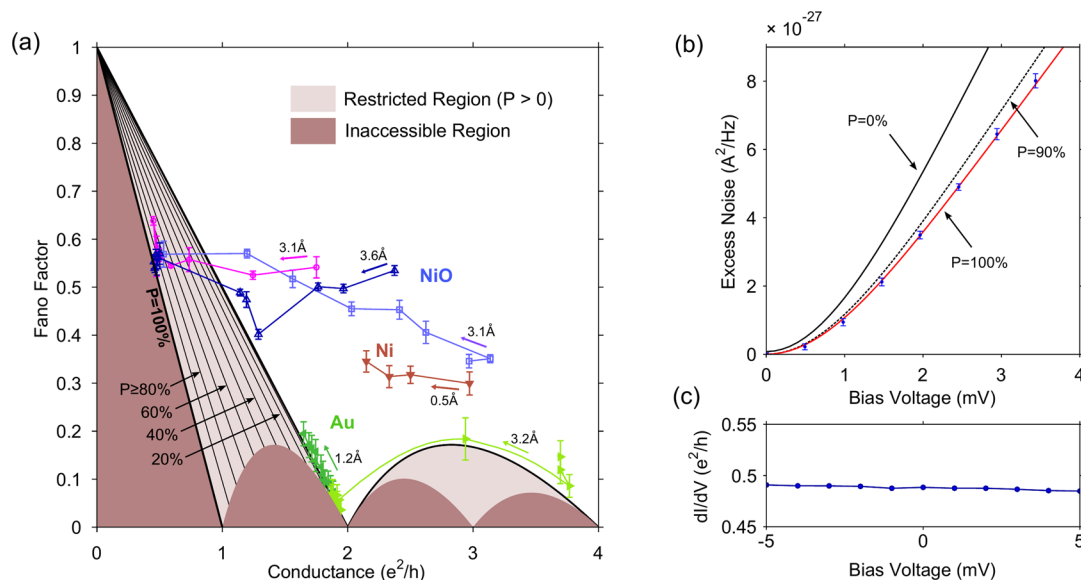 (a)
1
0.9
0.8
0.7
0.6
0.5
0.4
0.3
0.2
0.1
0
Fano Factor
Restricted Region (P > 0)
Inaccessible Region
3.1Å
3.6Å
NiO
P=100%
3.1Å
Ni
P≥80%
60%
0.5Å
40%
Au
20%
1.2Å
3.2Å
0 1 2 3 4
Conductance (e²/h)
(b)
× 10⁻²⁷
8
6
4
2
0
Excess Noise (A²/Hz)
P=0%
P=90%
P=100%
0 1 2 3 4
Bias Voltage (mV)
(c)
0.55
0.5
0.45
dI/dV (e²/h)
-5 0 5
Bias Voltage (mV)